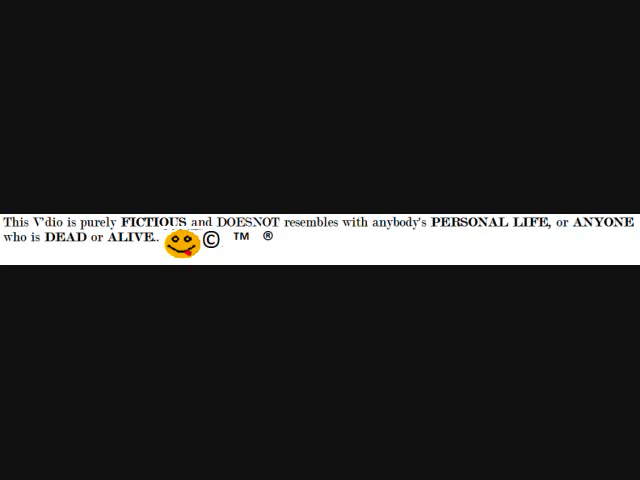 This V'dio is purely FICTIOUS and DOESNOT resembles with anybody's PERSONAL LIFE, or ANYONE
who is DEAD or ALIVE.. © ™ ®